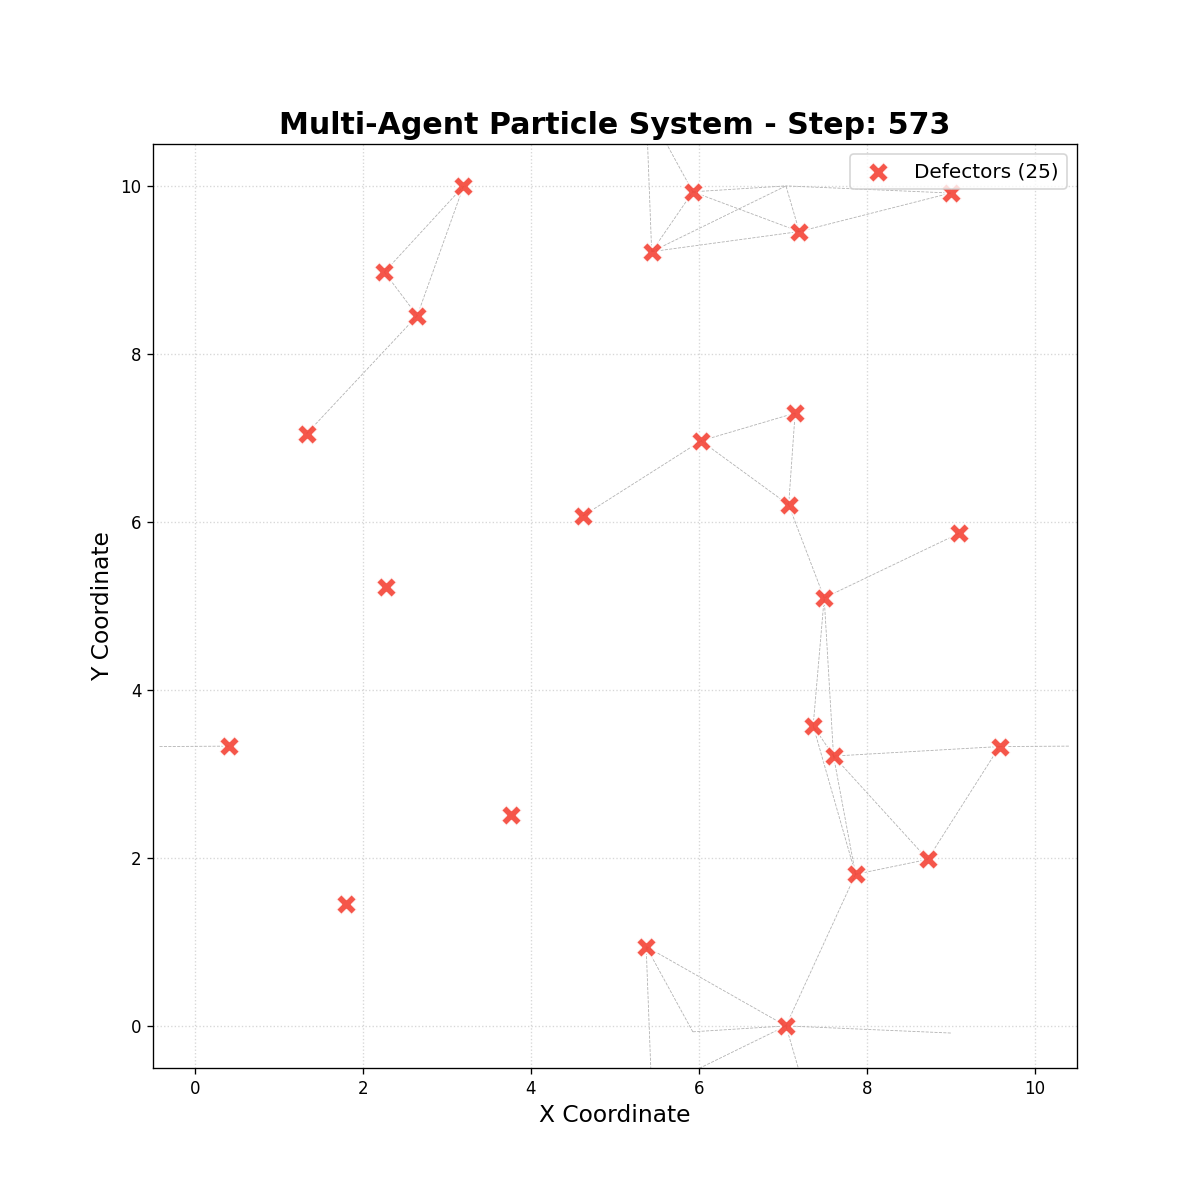 Multi-Agent Particle System - Step: 573
Defectors (25)
10
8
6
4
2
0
Y Coordinate
0 2 4 6 8 10
X Coordinate